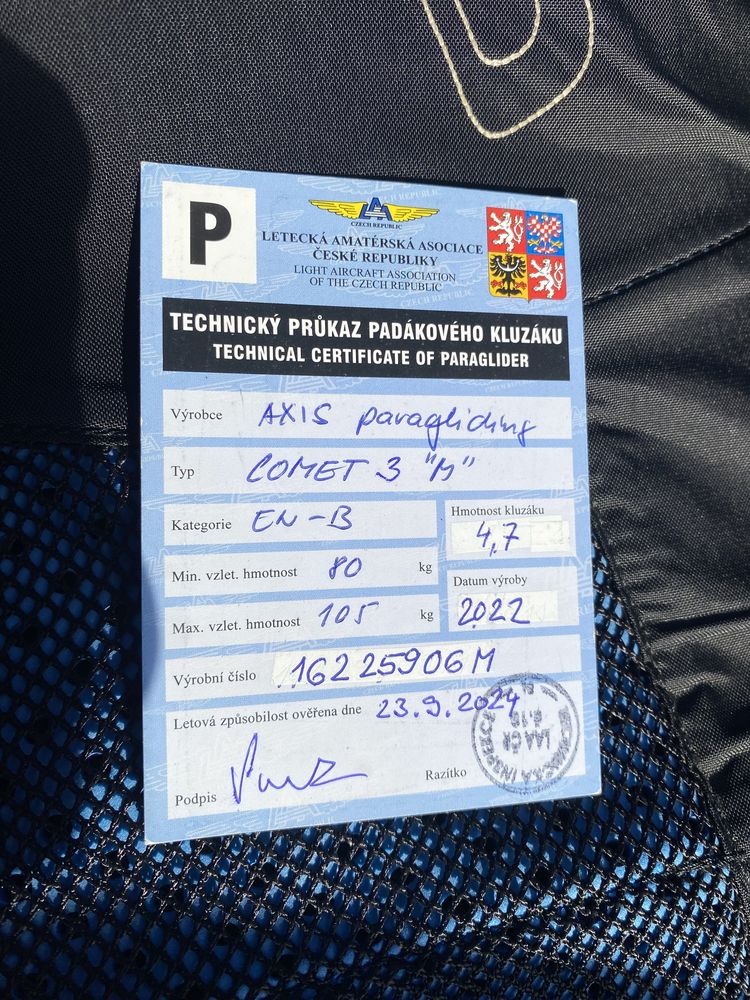 P
CZECH REPUBLIC
LETECKÁ AMATÉRSKÁ ASOCIACE
ČESKÉ REPUBLIKY
LIGHT AIRCRAFT ASSOCIATION
OF THE CZECH REPUBLIC
TECHNICKÝ PRŮKAZ PADÁKOVÉHO KLUZÁKU
TECHNICAL CERTIFICATE OF PARAGLIDER
Výrobce AXIS paragliding
Typ COMET 3 "M"
Kategorie EN-B
Hmotnost kluzáku
4,7
Min. vzlet. hmotnost 80 kg
Datum výroby
2022
Max. vzlet. hmotnost 105 kg
Výrobní číslo 16225906M
Letová způsobilost ověřena dne 23.9.2024
Podpis
Razítko
LAA ČR